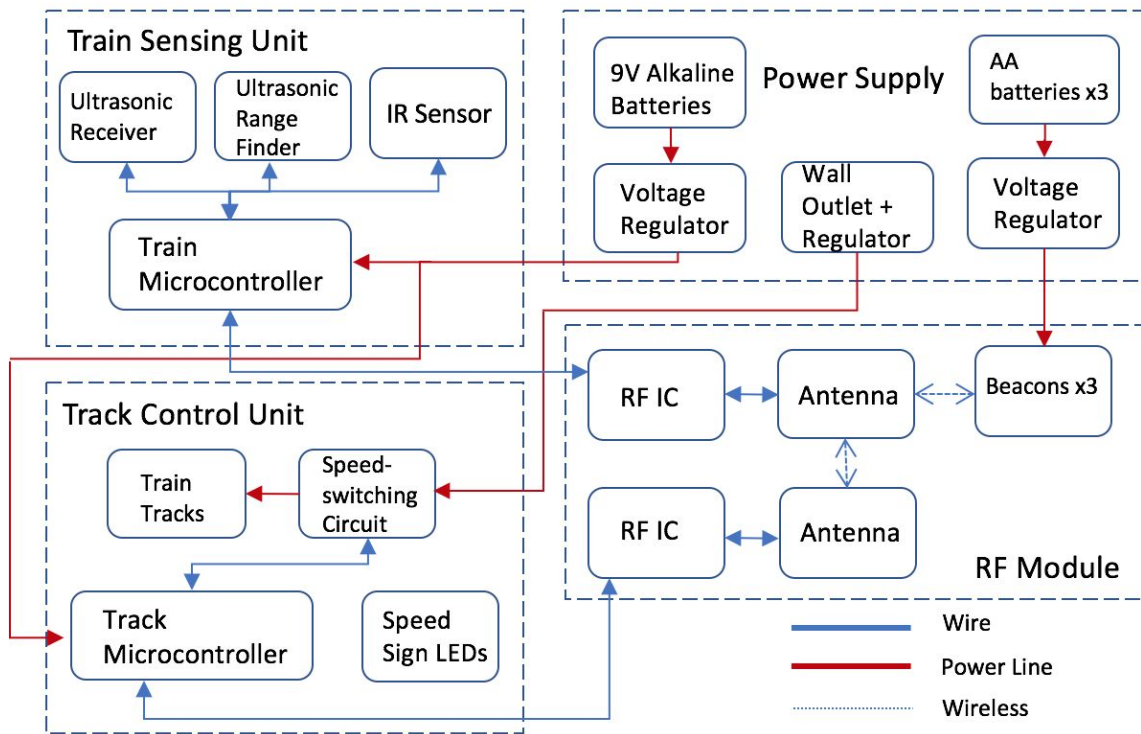 Train Sensing Unit
Ultrasonic
Receiver
Ultrasonic
Range
Finder
IR Sensor
Train
Microcontroller
Power Supply
9V Alkaline
Batteries
AA
batteries x3
Voltage
Regulator
Wall
Outlet +
Regulator
Voltage
Regulator
Track Control Unit
Train
Tracks
Speed-
switching
Circuit
Track
Microcontroller
Speed
Sign LEDs
RF IC
Antenna
Beacons x3
RF IC
Antenna
RF Module
Wire
Power Line
Wireless